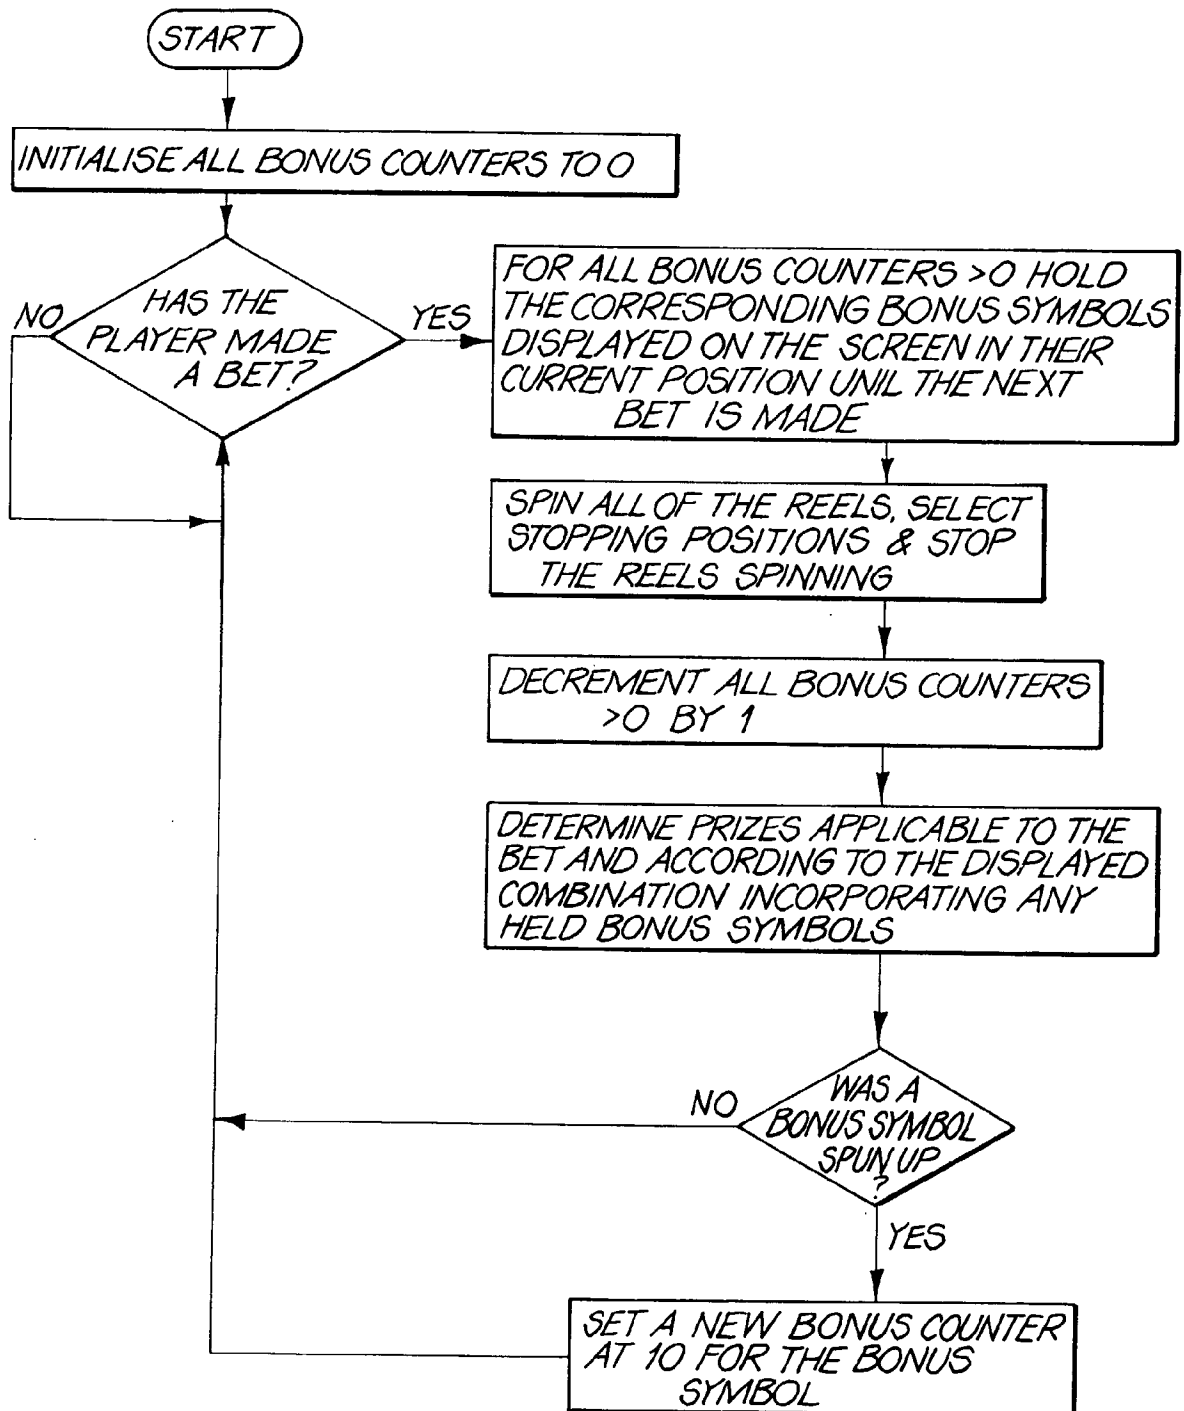 START
INITIALISE ALL BONUS COUNTERS TO 0
HAS THE
PLAYER MADE
A BET?
NO
YES
FOR ALL BONUS COUNTERS >0 HOLD
THE CORRESPONDING BONUS SYMBOLS
DISPLAYED ON THE SCREEN IN THEIR
CURRENT POSITION UNIL THE NEXT
BET IS MADE
SPIN ALL OF THE REELS, SELECT
STOPPING POSITIONS & STOP
THE REELS SPINNING
DECREMENT ALL BONUS COUNTERS
>0 BY 1
DETERMINE PRIZES APPLICABLE TO THE
BET AND ACCORDING TO THE DISPLAYED
COMBINATION INCORPORATING ANY
HELD BONUS SYMBOLS
WAS A
BONUS SYMBOL
SPUN UP
?
NO
YES
SET A NEW BONUS COUNTER
AT 10 FOR THE BONUS
SYMBOL